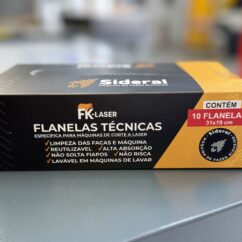 Sideral
FK-LASER
FLANELAS TÉCNICAS
ESPECÍFICA PARA MÁQUINAS DE CORTE A LASER
✓ LIMPEZA DAS FACAS E MÁQUINA
✓ REUTILIZÁVEL ✓ ALTA ABSORÇÃO
✓ NÃO SOLTA FIAPOS ✓ NÃO RISCA
✓ LAVÁVEL EM MÁQUINAS DE LAVAR
CONTÉM
10 FLANELA
31x19 cm
Sideral